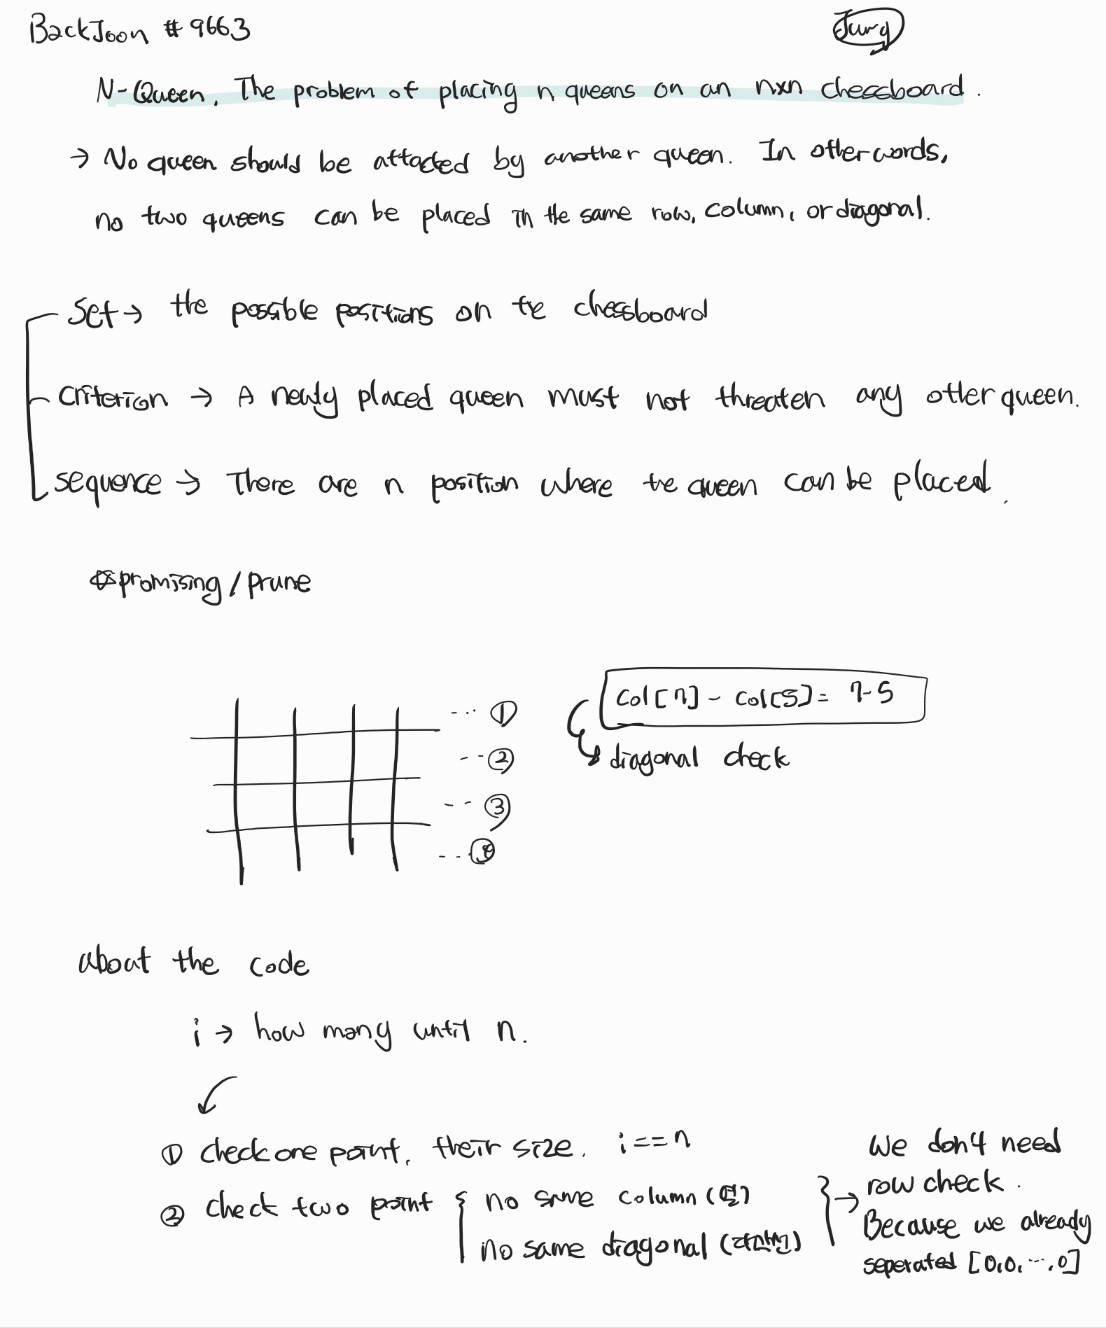 BackJoon # 9663
Jung
N-Queen, The problem of placing n queens on an nxn chessboard.
→ No queen should be attacked by another queen. In other words,
no two queens can be placed in the same row, column, or diagonal.
Set → the possible positions on the chessboard
criterion → A newly placed queen must not threaten any other queen.
sequence → There are n position where the queen can be placed.
promising / prune
... ①
-- ②
-- ③
... ④
col[7] - col[5] = 7-5
diagonal check
about the code
i → how many until n.
① check one point, their size. i==n
② check two point
no same column (열)
no same diagonal (대각선)
→ We don't need
row check.
Because we already
seperated [0,0, ..., 0]